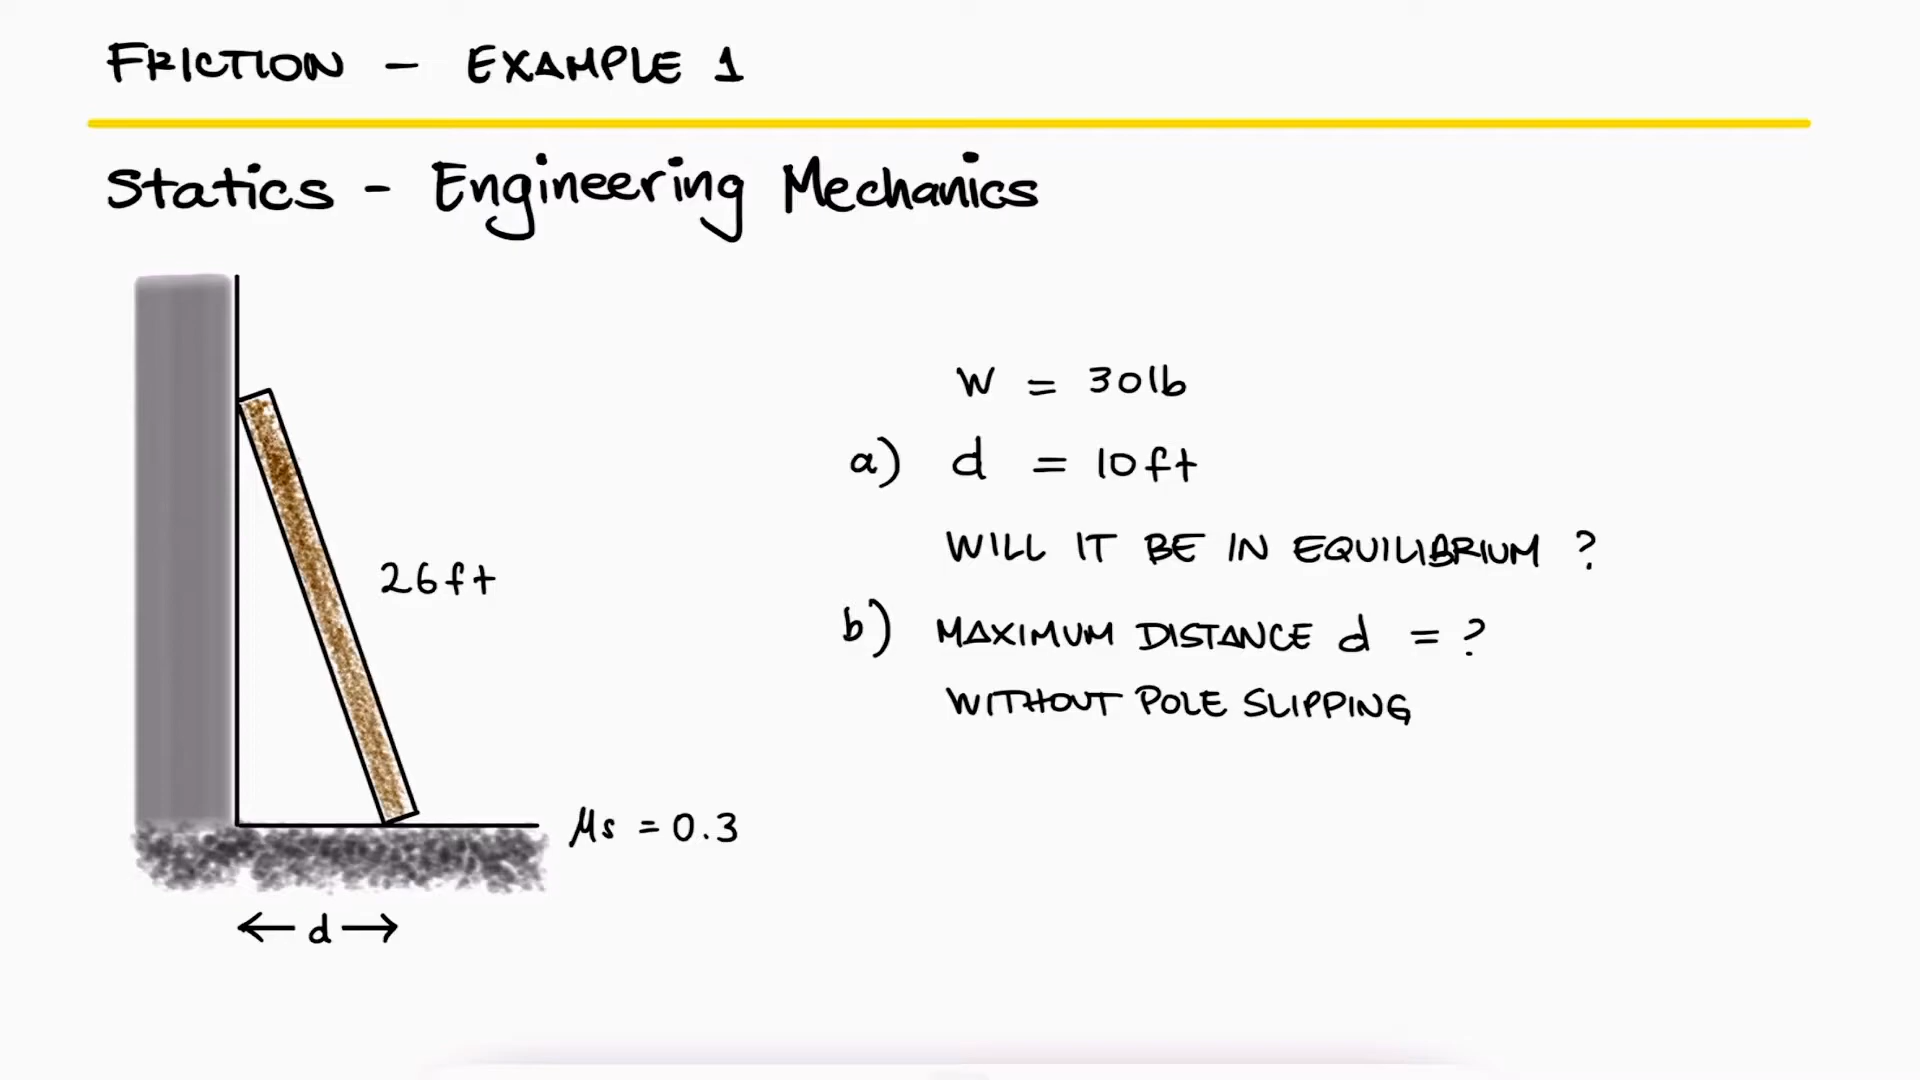 FRICTION – EXAMPLE 1
Statics - Engineering Mechanics
W = 30lb
a) d = 10ft
WILL IT BE IN EQUILIBRIUM ?
26ft
b) MAXIMUM DISTANCE d = ?
WITHOUT POLE SLIPPING
μs = 0.3
← d →